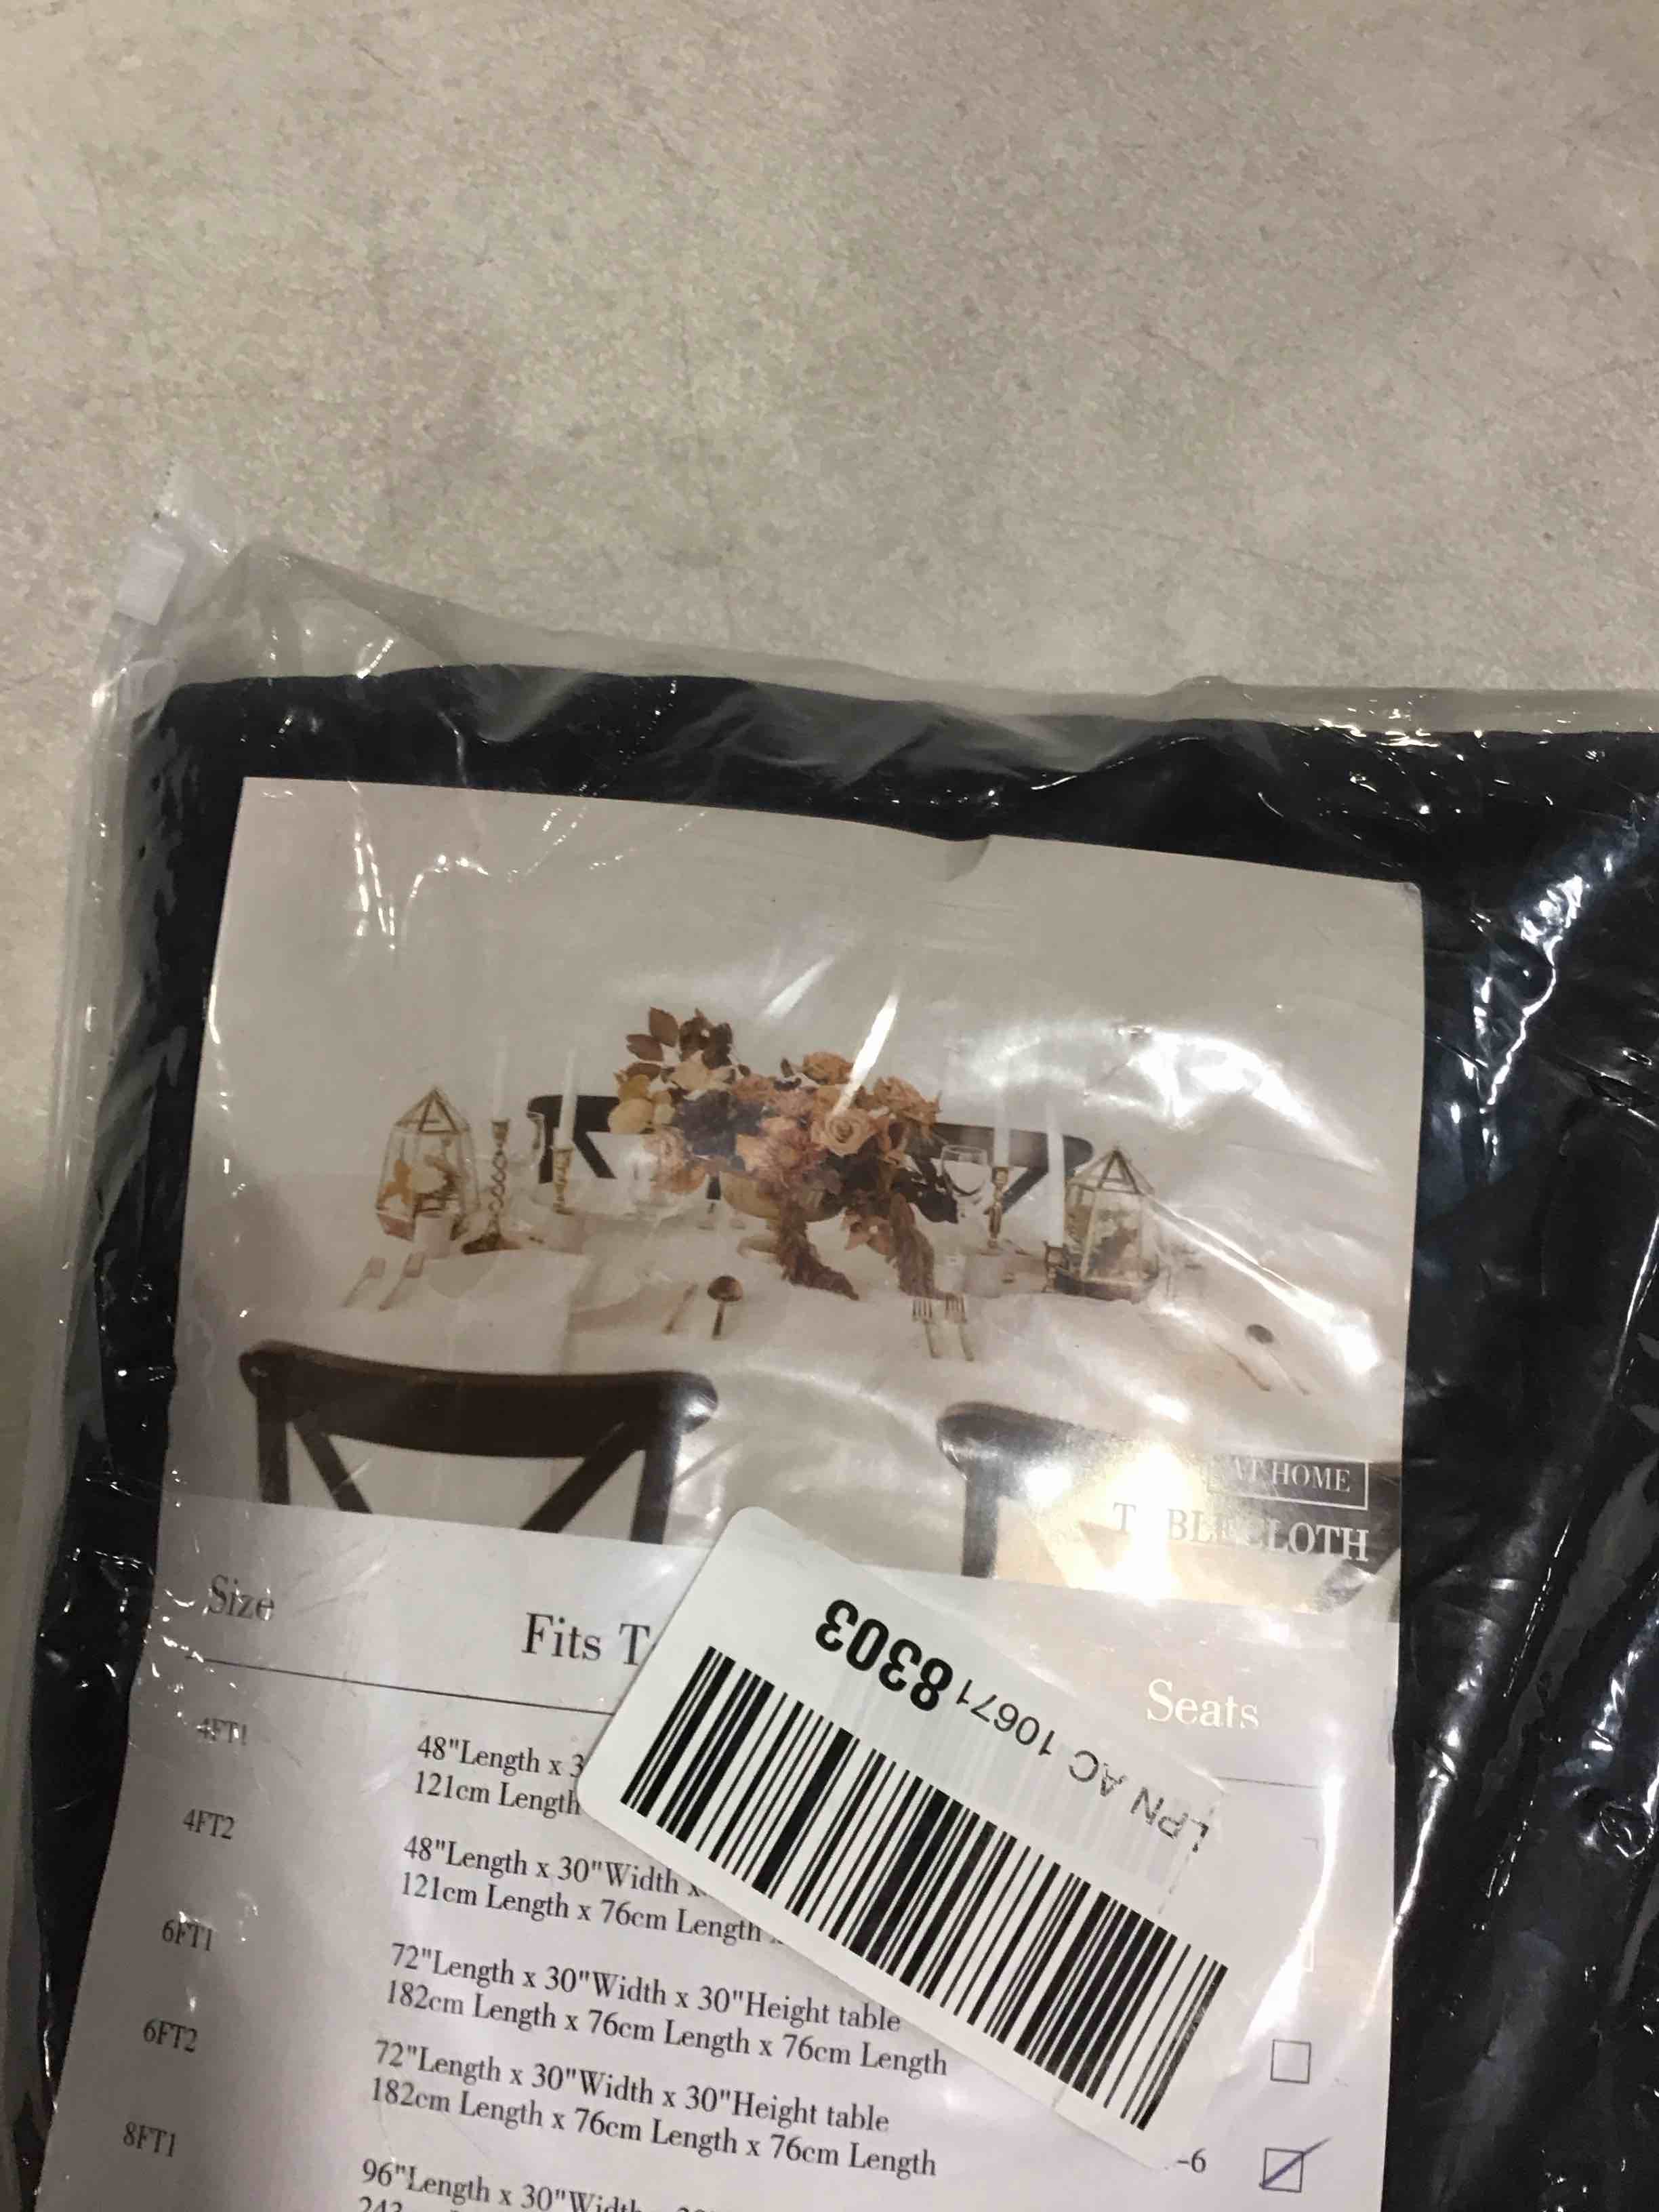 AT HOME
TABLECLOTH
Size
Fits T
Seats
LPN AC 106718303
4FT1
48"Length x 3
121cm Length
4FT2
48"Length x 30"Width x
121cm Length x 76cm Length
6FT1
72"Length x 30"Width x 30"Height table
182cm Length x 76cm Length x 76cm Length
6FT2
72"Length x 30"Width x 30"Height table
182cm Length x 76cm Length x 76cm Length
-6
8FT1
96"Length x 30"Width